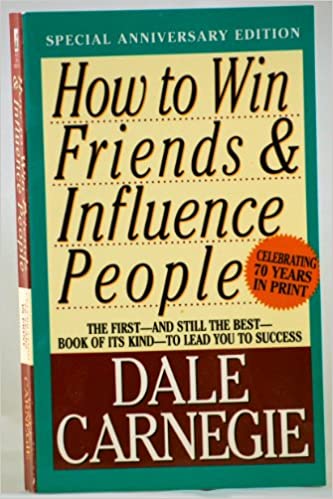 SPECIAL ANNIVERSARY EDITION
How to Win
Friends &
Influence
People
CELEBRATING
70 YEARS
IN PRINT
THE FIRST—AND STILL THE BEST—
BOOK OF ITS KIND—TO LEAD YOU TO SUCCESS
DALE
CARNEGIE
& Influence People
CARNEGIE